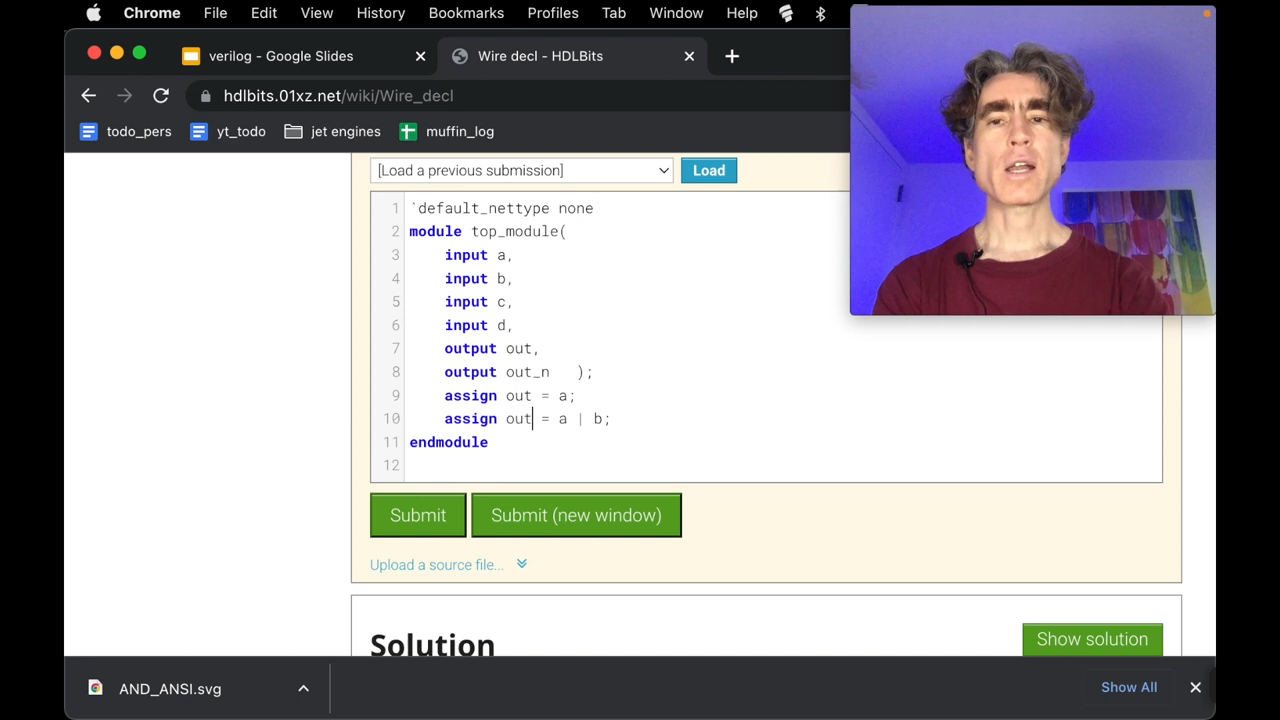 Chrome File Edit View History Bookmarks Profiles Tab Window Help
verilog - Google Slides Wire decl - HDLBits
hdlbits.01xz.net/wiki/Wire_decl
todo_pers yt_todo jet engines muffin_log
[Load a previous submission] Load
1 `default_nettype none
2 module top_module(
3 input a,
4 input b,
5 input c,
6 input d,
7 output out,
8 output out_n );
9 assign out = a;
10 assign out = a | b;
11 endmodule
12
Submit Submit (new window)
Upload a source file...
Solution Show solution
AND_ANSI.svg Show All